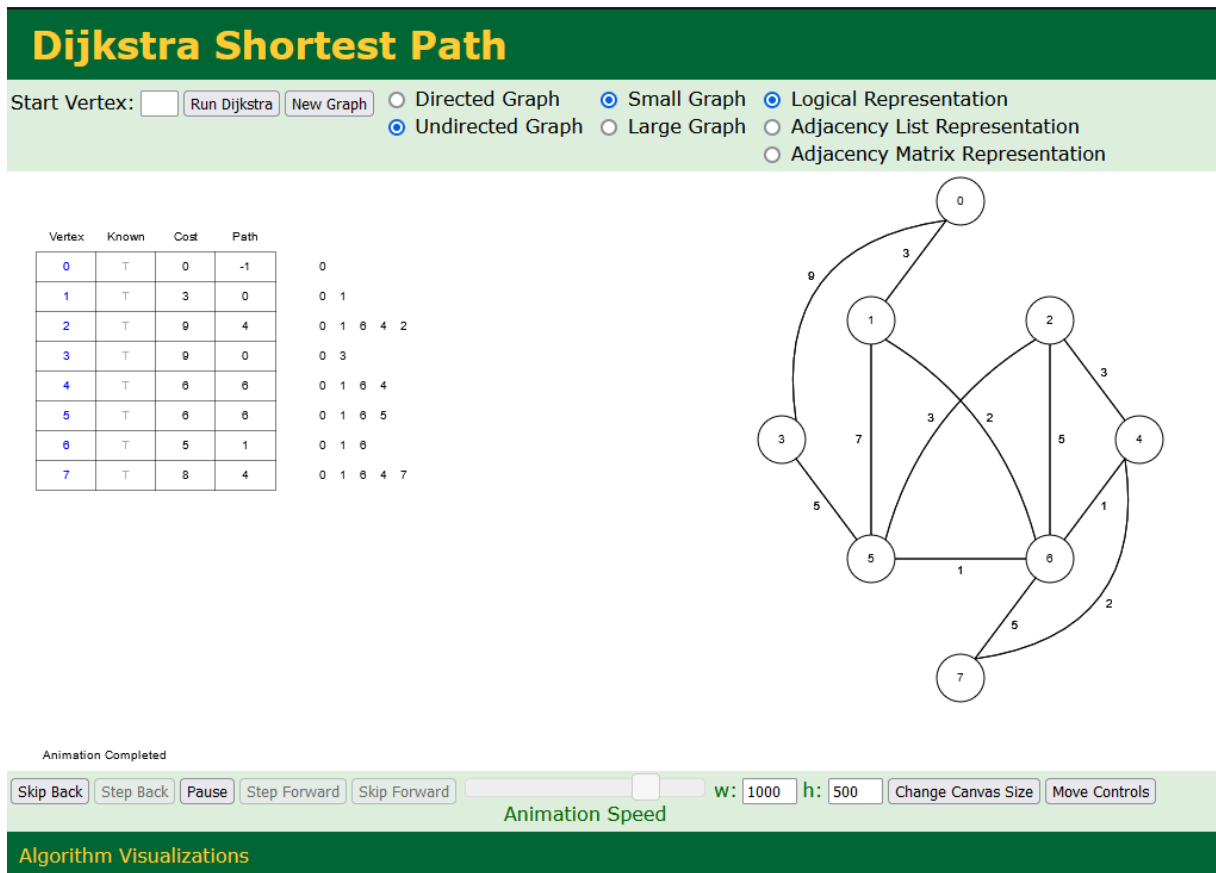 Dijkstra Shortest Path
Start Vertex: Run Dijkstra New Graph Directed Graph Small Graph Logical Representation
Undirected Graph Large Graph Adjacency List Representation
Adjacency Matrix Representation
Vertex Known Cost Path
0 T 0 -1 0
1 T 3 0 0 1
2 T 9 4 0 1 6 4 2
3 T 9 0 0 3
4 T 6 6 0 1 6 4
5 T 6 6 0 1 6 5
6 T 5 1 0 1 6
7 T 8 4 0 1 6 4 7
0
3
9
1 2
3
3 2
3 7 5 4
5 1
5 6
1
2
5
7
Animation Completed
Skip Back Step Back Pause Step Forward Skip Forward w: 1000 h: 500 Change Canvas Size Move Controls
Animation Speed
Algorithm Visualizations